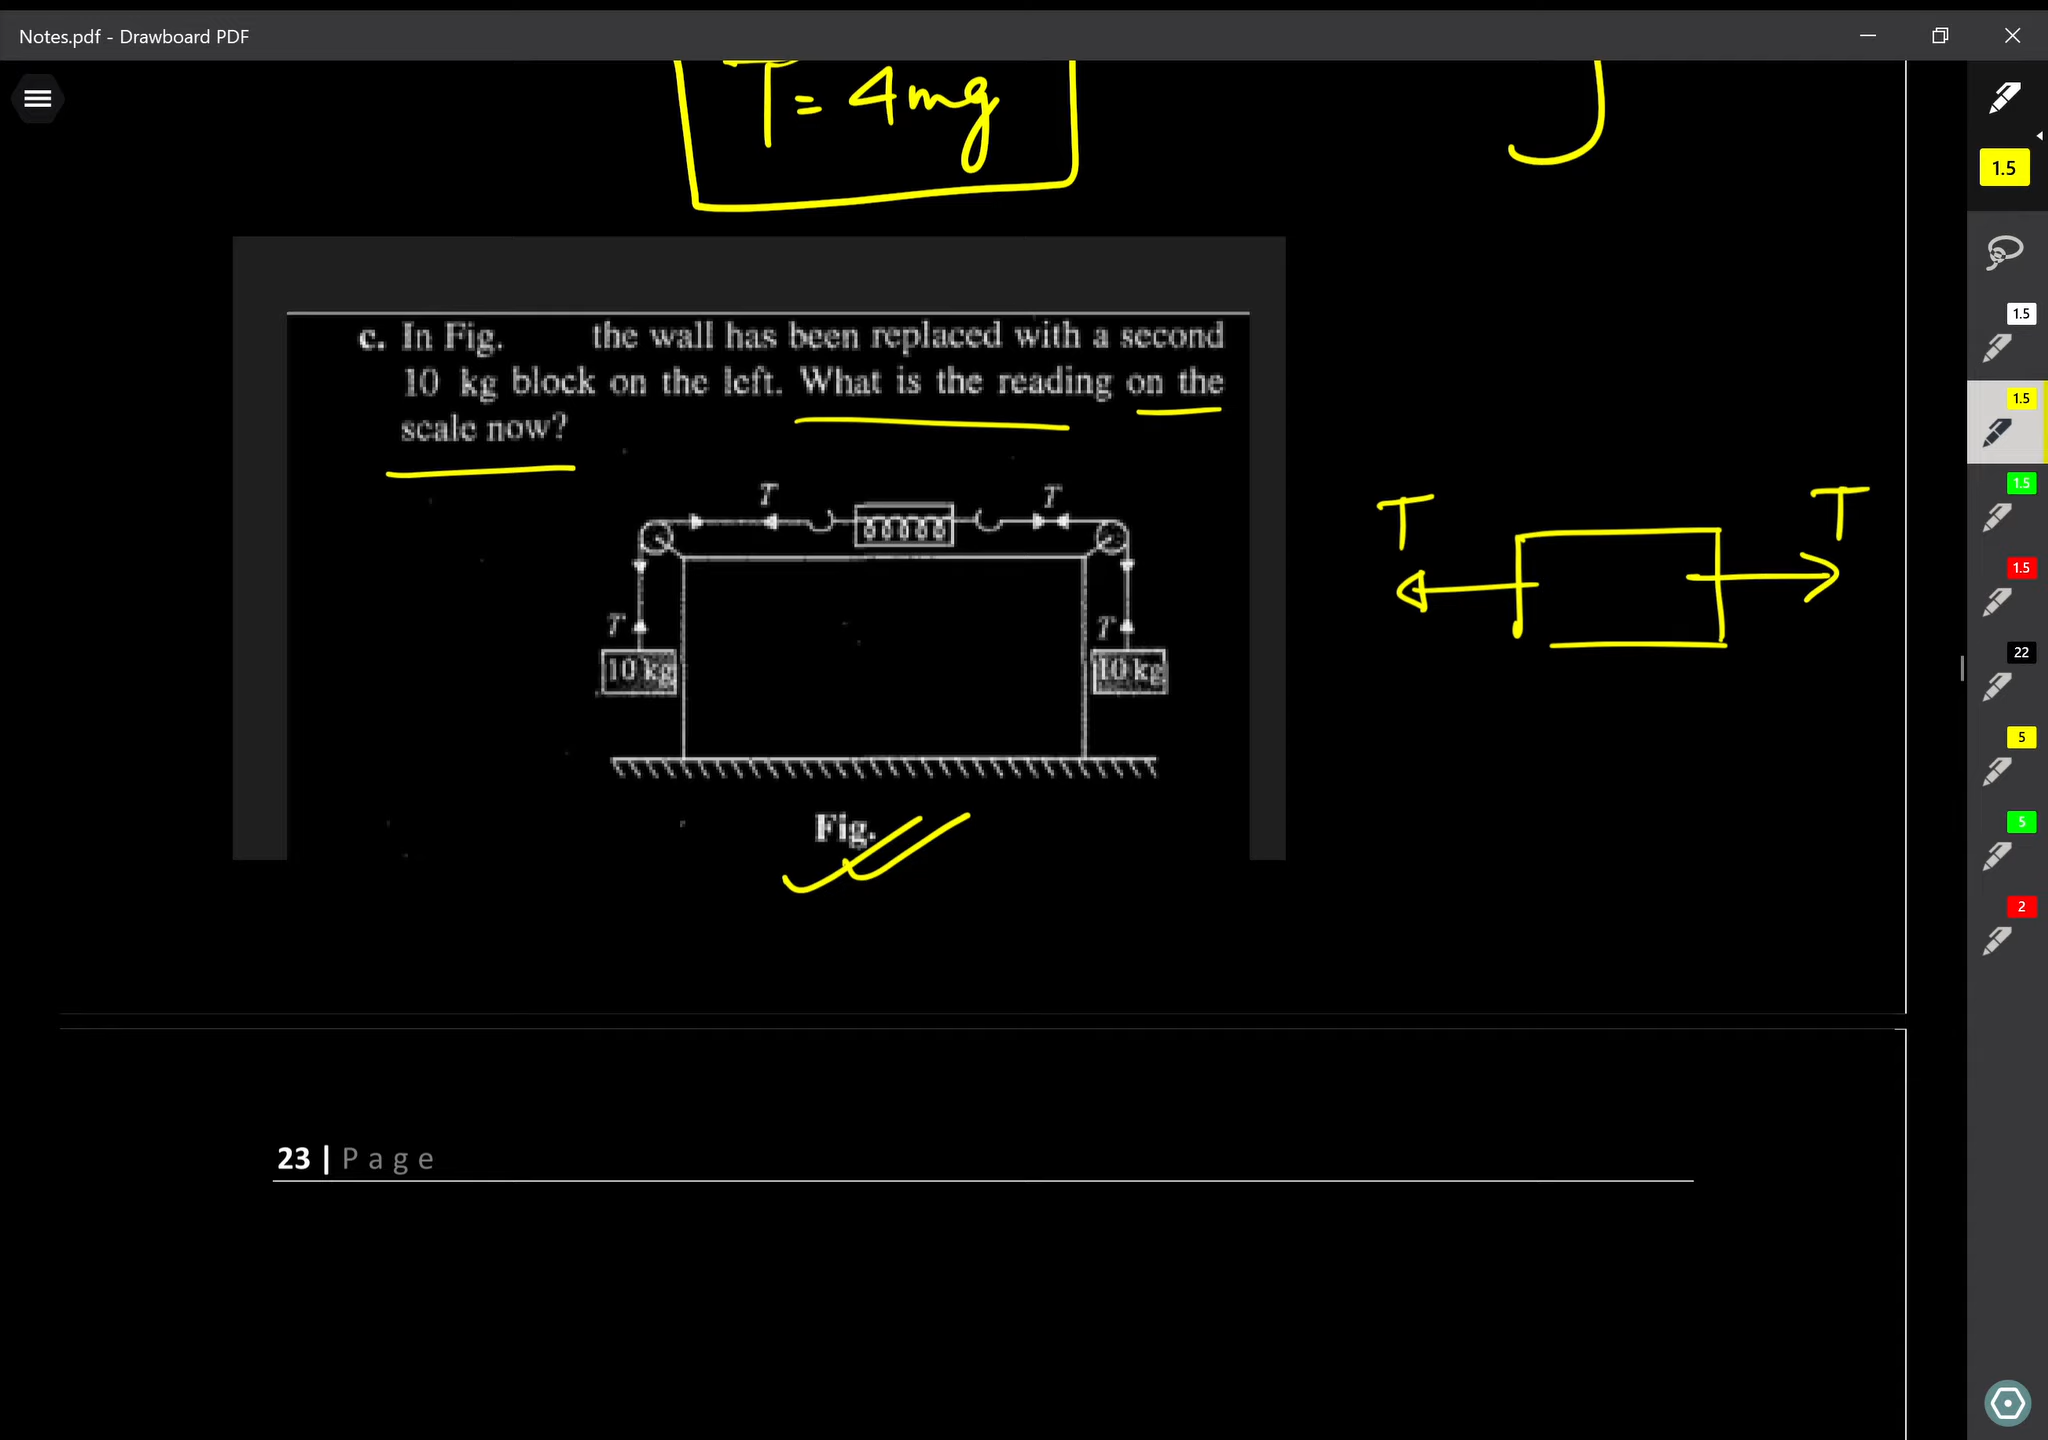 Notes.pdf - Drawboard PDF
T = 4mg
1.5
c. In Fig. the wall has been replaced with a second
10 kg block on the left. What is the reading on the
scale now?
1.5
1.5
1.5
1.5
22
5
5
2
T T
T T
T T
10 kg 10 kg
Fig.
23 | Page